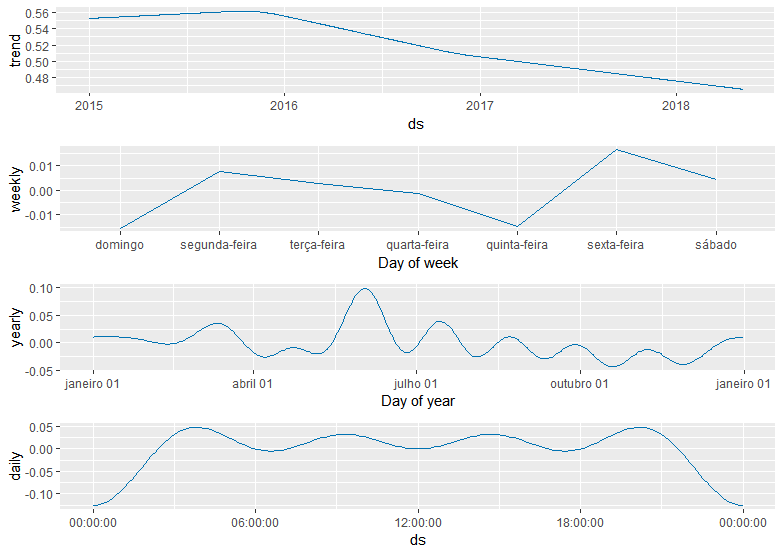 trend
0.56
0.54
0.52
0.50
0.48
2015 2016 2017 2018
ds
weekly
0.01
0.00
-0.01
domingo segunda-feira terça-feira quarta-feira quinta-feira sexta-feira sábado
Day of week
yearly
0.10
0.05
0.00
-0.05
janeiro 01 abril 01 julho 01 outubro 01 janeiro 01
Day of year
daily
0.05
0.00
-0.05
-0.10
00:00:00 06:00:00 12:00:00 18:00:00 00:00:00
ds